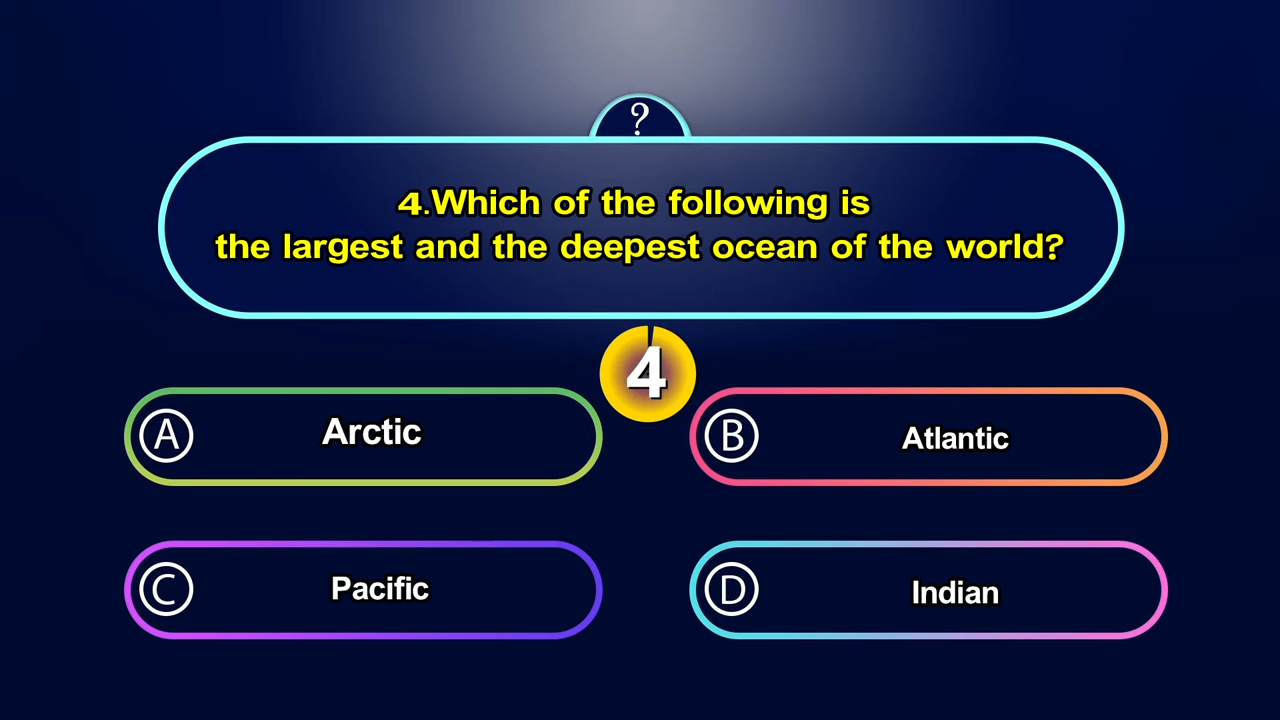 ?
4.Which of the following is
the largest and the deepest ocean of the world?
4
A Arctic
B Atlantic
C Pacific
D Indian